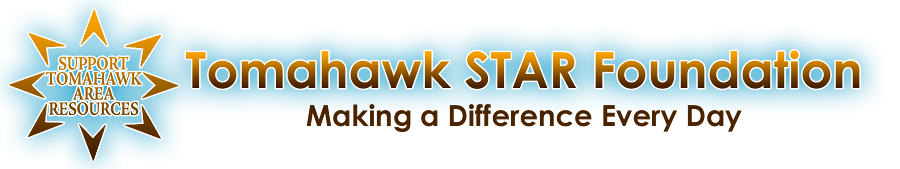 SUPPORT
TOMAHAWK
AREA
RESOURCES
Tomahawk STAR Foundation
Making a Difference Every Day